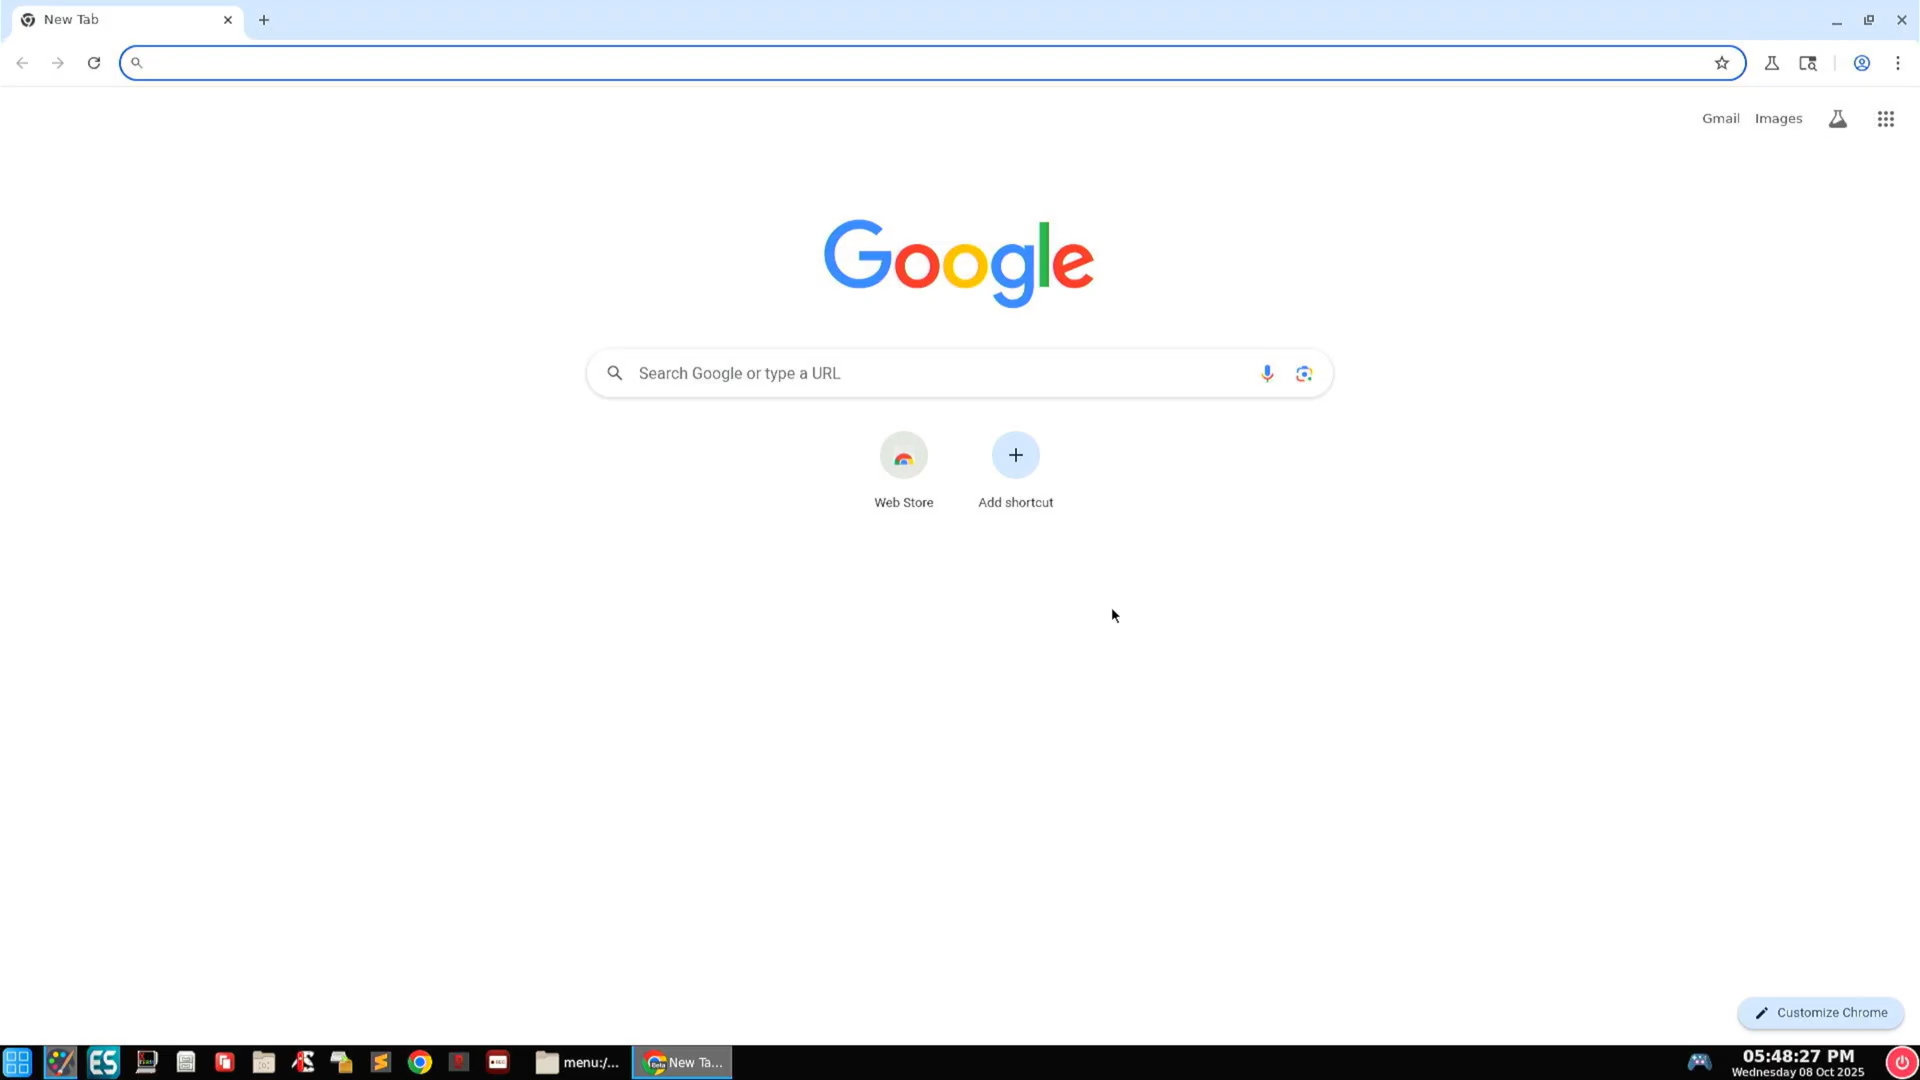 New Tab
Gmail Images
Google
Search Google or type a URL
Web Store Add shortcut
Customize Chrome
ES menu:/... New Ta... 05:48:27 PM
Wednesday 08 Oct 2025